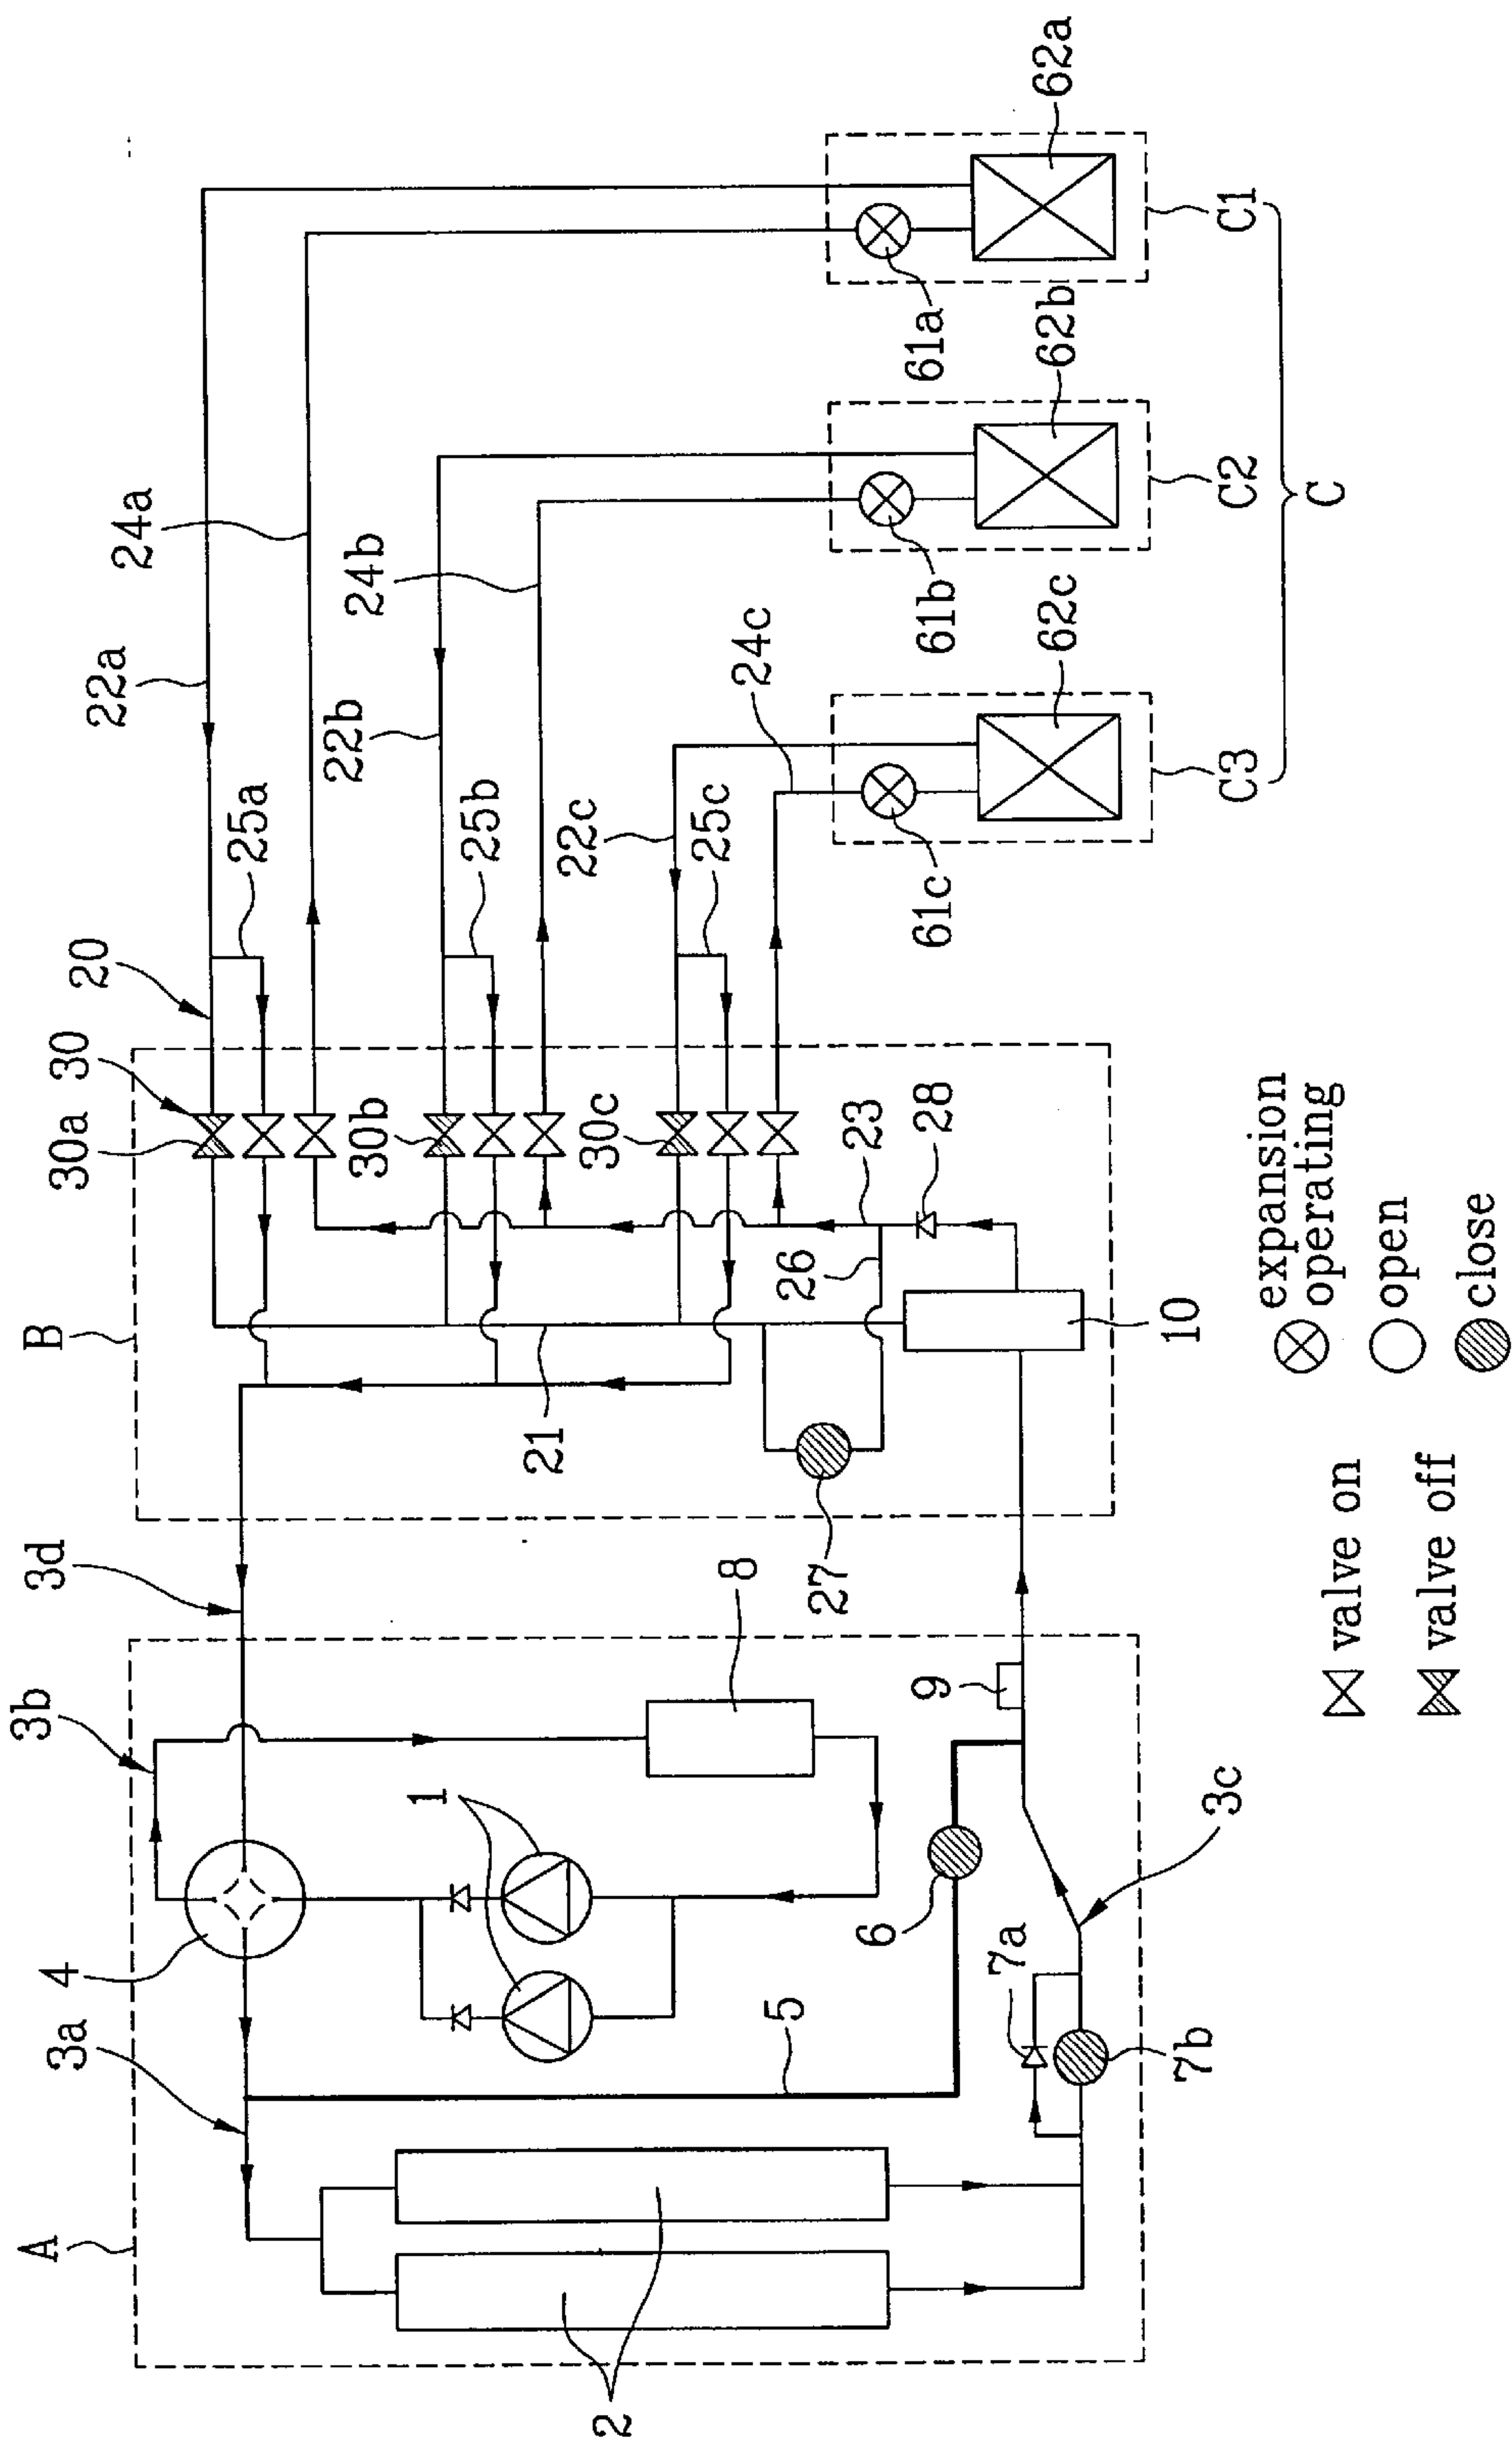 A
3a
4
3b
3d
B
30a
30
20
25a
22a
24a
2
5
1
8
21
30b
25b
22b
24b
30c
25c
22c
24c
6
9
27
26
23
28
7a
7b
3c
10
61c
62c
61b
62b
61a
62a
C3
C2
C1
C
valve on
valve off
expansion
operating
open
close